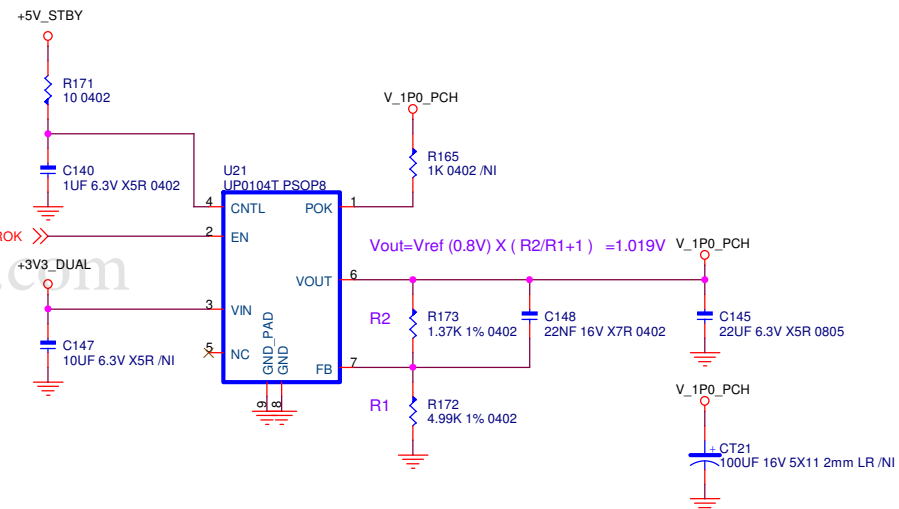 +5V_STBY
R171
10 0402
C140
1UF 6.3V X5R 0402
V_1P0_PCH
R165
1K 0402 /NI
U21
UP0104T PSOP8
4
CNTL
POK
1
ROK
2
EN
Vout=Vref (0.8V) X ( R2/R1+1 ) =1.019V
V_1P0_PCH
.com
+3V3_DUAL
VOUT
6
3
VIN
R2
R173
1.37K 1% 0402
C148
22NF 16V X7R 0402
C145
22UF 6.3V X5R 0805
C147
10UF 6.3V X5R /NI
5
NC
GND_PAD
GND
FB
7
9
8
R1
R172
4.99K 1% 0402
V_1P0_PCH
+
CT21
100UF 16V 5X11 2mm LR /NI